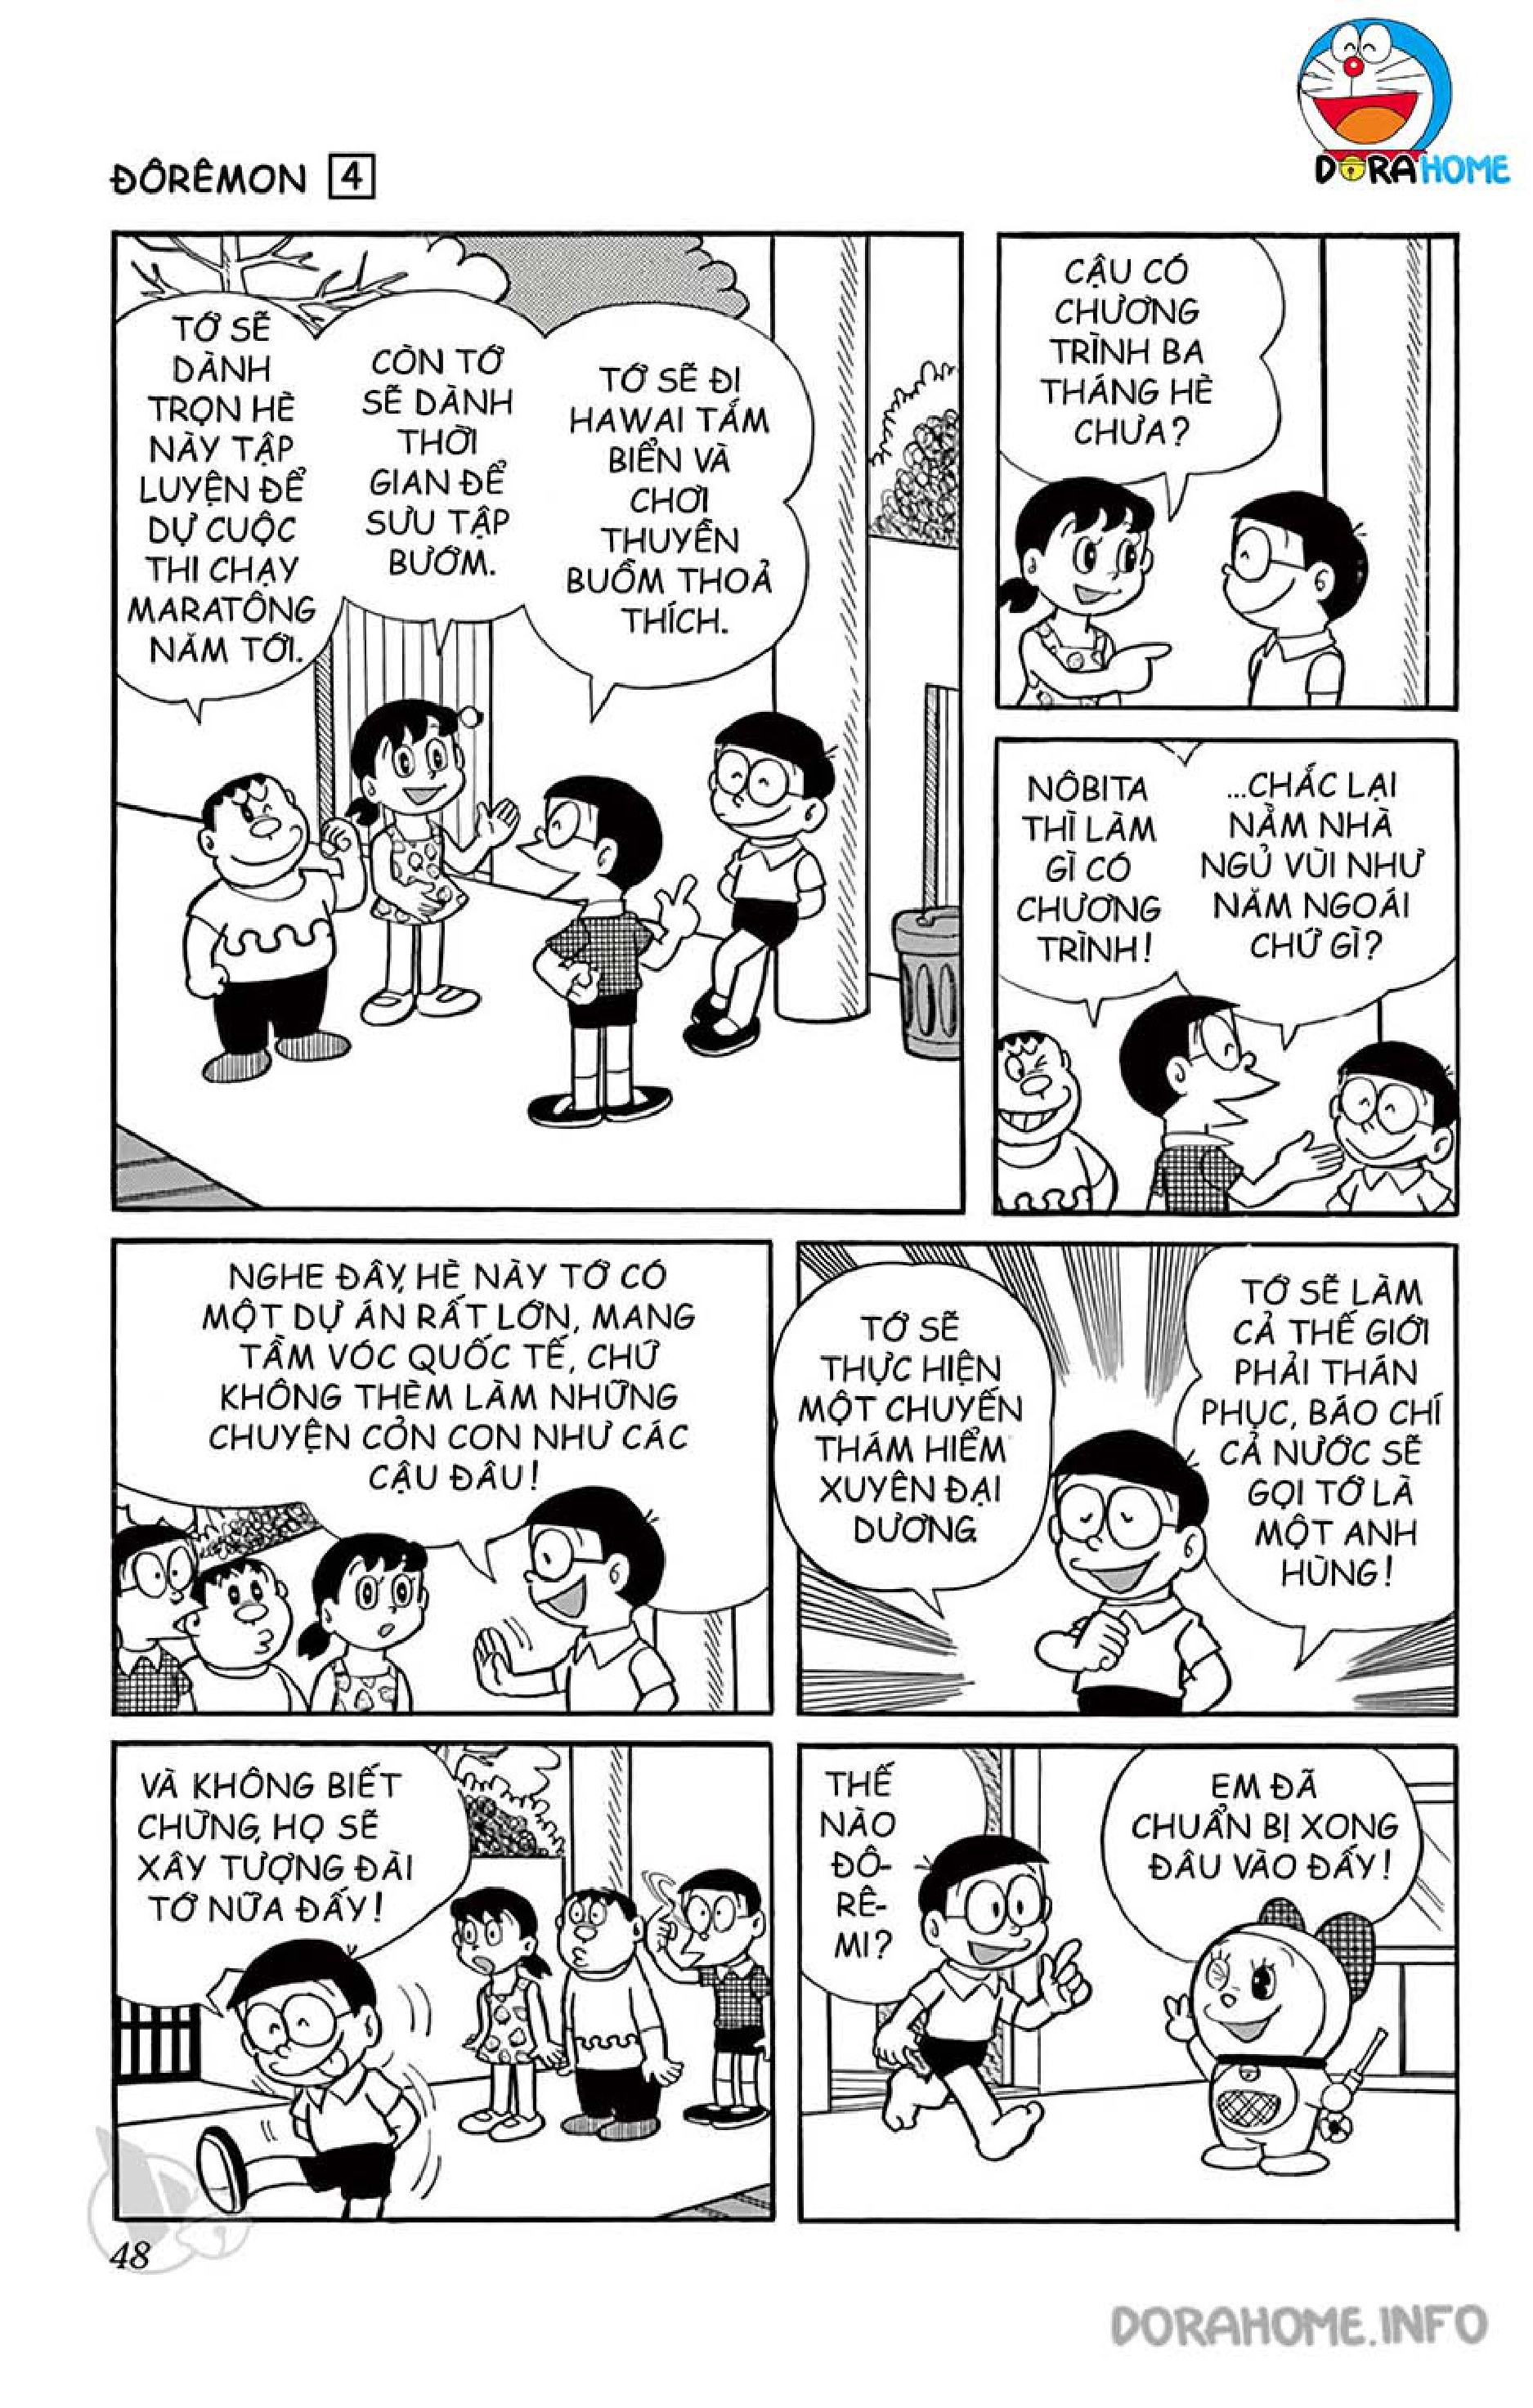 DORAHOME
ĐÔRÊMON 4
TỚ SẼ
DÀNH
TRỌN HÈ
NÀY TẬP
LUYỆN ĐỂ
DỰ CUỘC
THI CHẠY
MARATÔNG
NĂM TỚI.
CÒN TỚ
SẼ DÀNH
THỜI
GIAN ĐỂ
SƯU TẬP
BƯỚM.
TỚ SẼ ĐI
HAWAI TẮM
BIỂN VÀ
CHƠI
THUYỀN
BUỒM THOẢ
THÍCH.
CẬU CÓ
CHƯƠNG
TRÌNH BA
THÁNG HÈ
CHƯA?
NÔBITA
THÌ LÀM
GÌ CÓ
CHƯƠNG
TRÌNH!
...CHẮC LẠI
NẰM NHÀ
NGỦ VÙI NHƯ
NĂM NGOÁI
CHỨ GÌ?
NGHE ĐÂY, HÈ NÀY TỚ CÓ
MỘT DỰ ÁN RẤT LỚN, MANG
TẦM VÓC QUỐC TẾ, CHỨ
KHÔNG THÈM LÀM NHỮNG
CHUYỆN CỎN CON NHƯ CÁC
CẬU ĐÂU!
TỚ SẼ
THỰC HIỆN
MỘT CHUYẾN
THÁM HIỂM
XUYÊN ĐẠI
DƯƠNG.
TỚ SẼ LÀM
CẢ THẾ GIỚI
PHẢI THÁN
PHỤC, BÁO CHÍ
CẢ NƯỚC SẼ
GỌI TỚ LÀ
MỘT ANH
HÙNG!
VÀ KHÔNG BIẾT
CHỪNG, HỌ SẼ
XÂY TƯỢNG ĐÀI
TỚ NỮA ĐẤY!
THẾ
NÀO
ĐÔ-
RÊ-
MI?
EM ĐÃ
CHUẨN BỊ XONG
ĐÂU VÀO ĐẤY!
48
DORAHOME.INFO